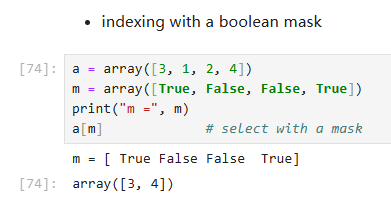 • indexing with a boolean mask
[74]: a = array([3, 1, 2, 4])
m = array([True, False, False, True])
print("m =", m)
a[m]               # select with a mask
m = [ True False False  True]
[74]: array([3, 4])